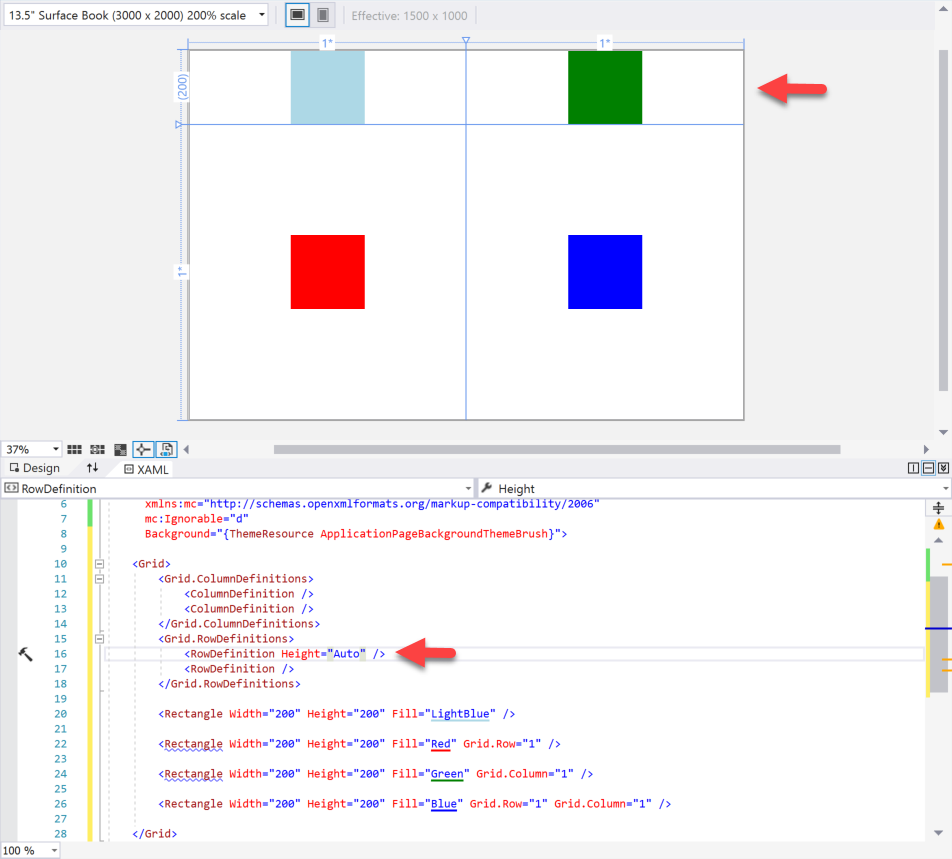 13.5" Surface Book (3000 x 2000) 200% scale
Effective: 1500 x 1000
1*
1*
(200)
1*
37%
Design
XAML
RowDefinition
Height
6 xmlns:mc="http://schemas.openxmlformats.org/markup-compatibility/2006"
7 mc:Ignorable="d"
8 Background="{ThemeResource ApplicationPageBackgroundThemeBrush}">
9
10 <Grid>
11 <Grid.ColumnDefinitions>
12 <ColumnDefinition />
13 <ColumnDefinition />
14 </Grid.ColumnDefinitions>
15 <Grid.RowDefinitions>
16 <RowDefinition Height="Auto" />
17 <RowDefinition />
18 </Grid.RowDefinitions>
19
20 <Rectangle Width="200" Height="200" Fill="LightBlue" />
21
22 <Rectangle Width="200" Height="200" Fill="Red" Grid.Row="1" />
23
24 <Rectangle Width="200" Height="200" Fill="Green" Grid.Column="1" />
25
26 <Rectangle Width="200" Height="200" Fill="Blue" Grid.Row="1" Grid.Column="1" />
27
28 </Grid>
100 %